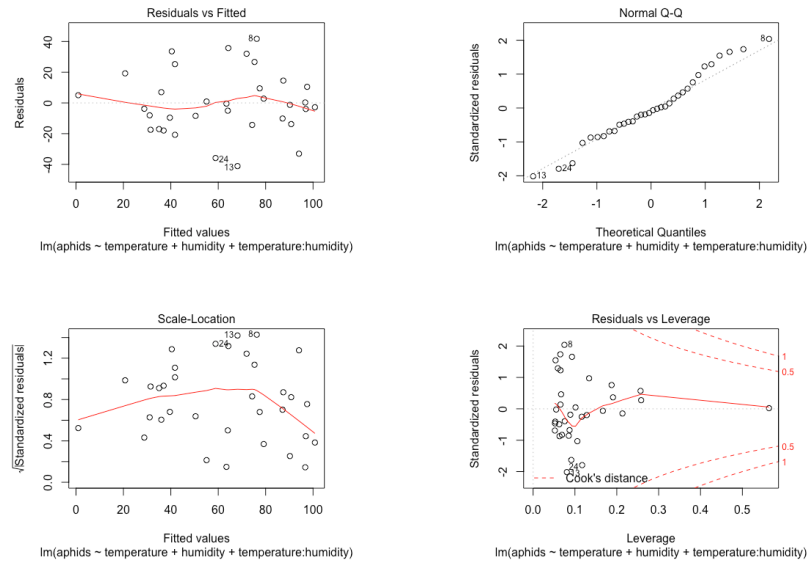 Residuals vs Fitted
Residuals
40
20
0
20
40
8
24
13
0 20 40 60 80 100
Fitted values
lm(aphids ~ temperature + humidity + temperature:humidity)
Normal Q-Q
Standardized residuals
2
1
0
-1
-2
8
24
13
-2 -1 0 1 2
Theoretical Quantiles
lm(aphids ~ temperature + humidity + temperature:humidity)
Scale-Location
√|Standardized residuals|
1.2
0.8
0.4
0.0
13 8
24
0 20 40 60 80 100
Fitted values
lm(aphids ~ temperature + humidity + temperature:humidity)
Residuals vs Leverage
Standardized residuals
2
1
0
-1
-2
8
24
13
1
0.5
0.5
1
Cook's distance
0.0 0.1 0.2 0.3 0.4 0.5
Leverage
lm(aphids ~ temperature + humidity + temperature:humidity)